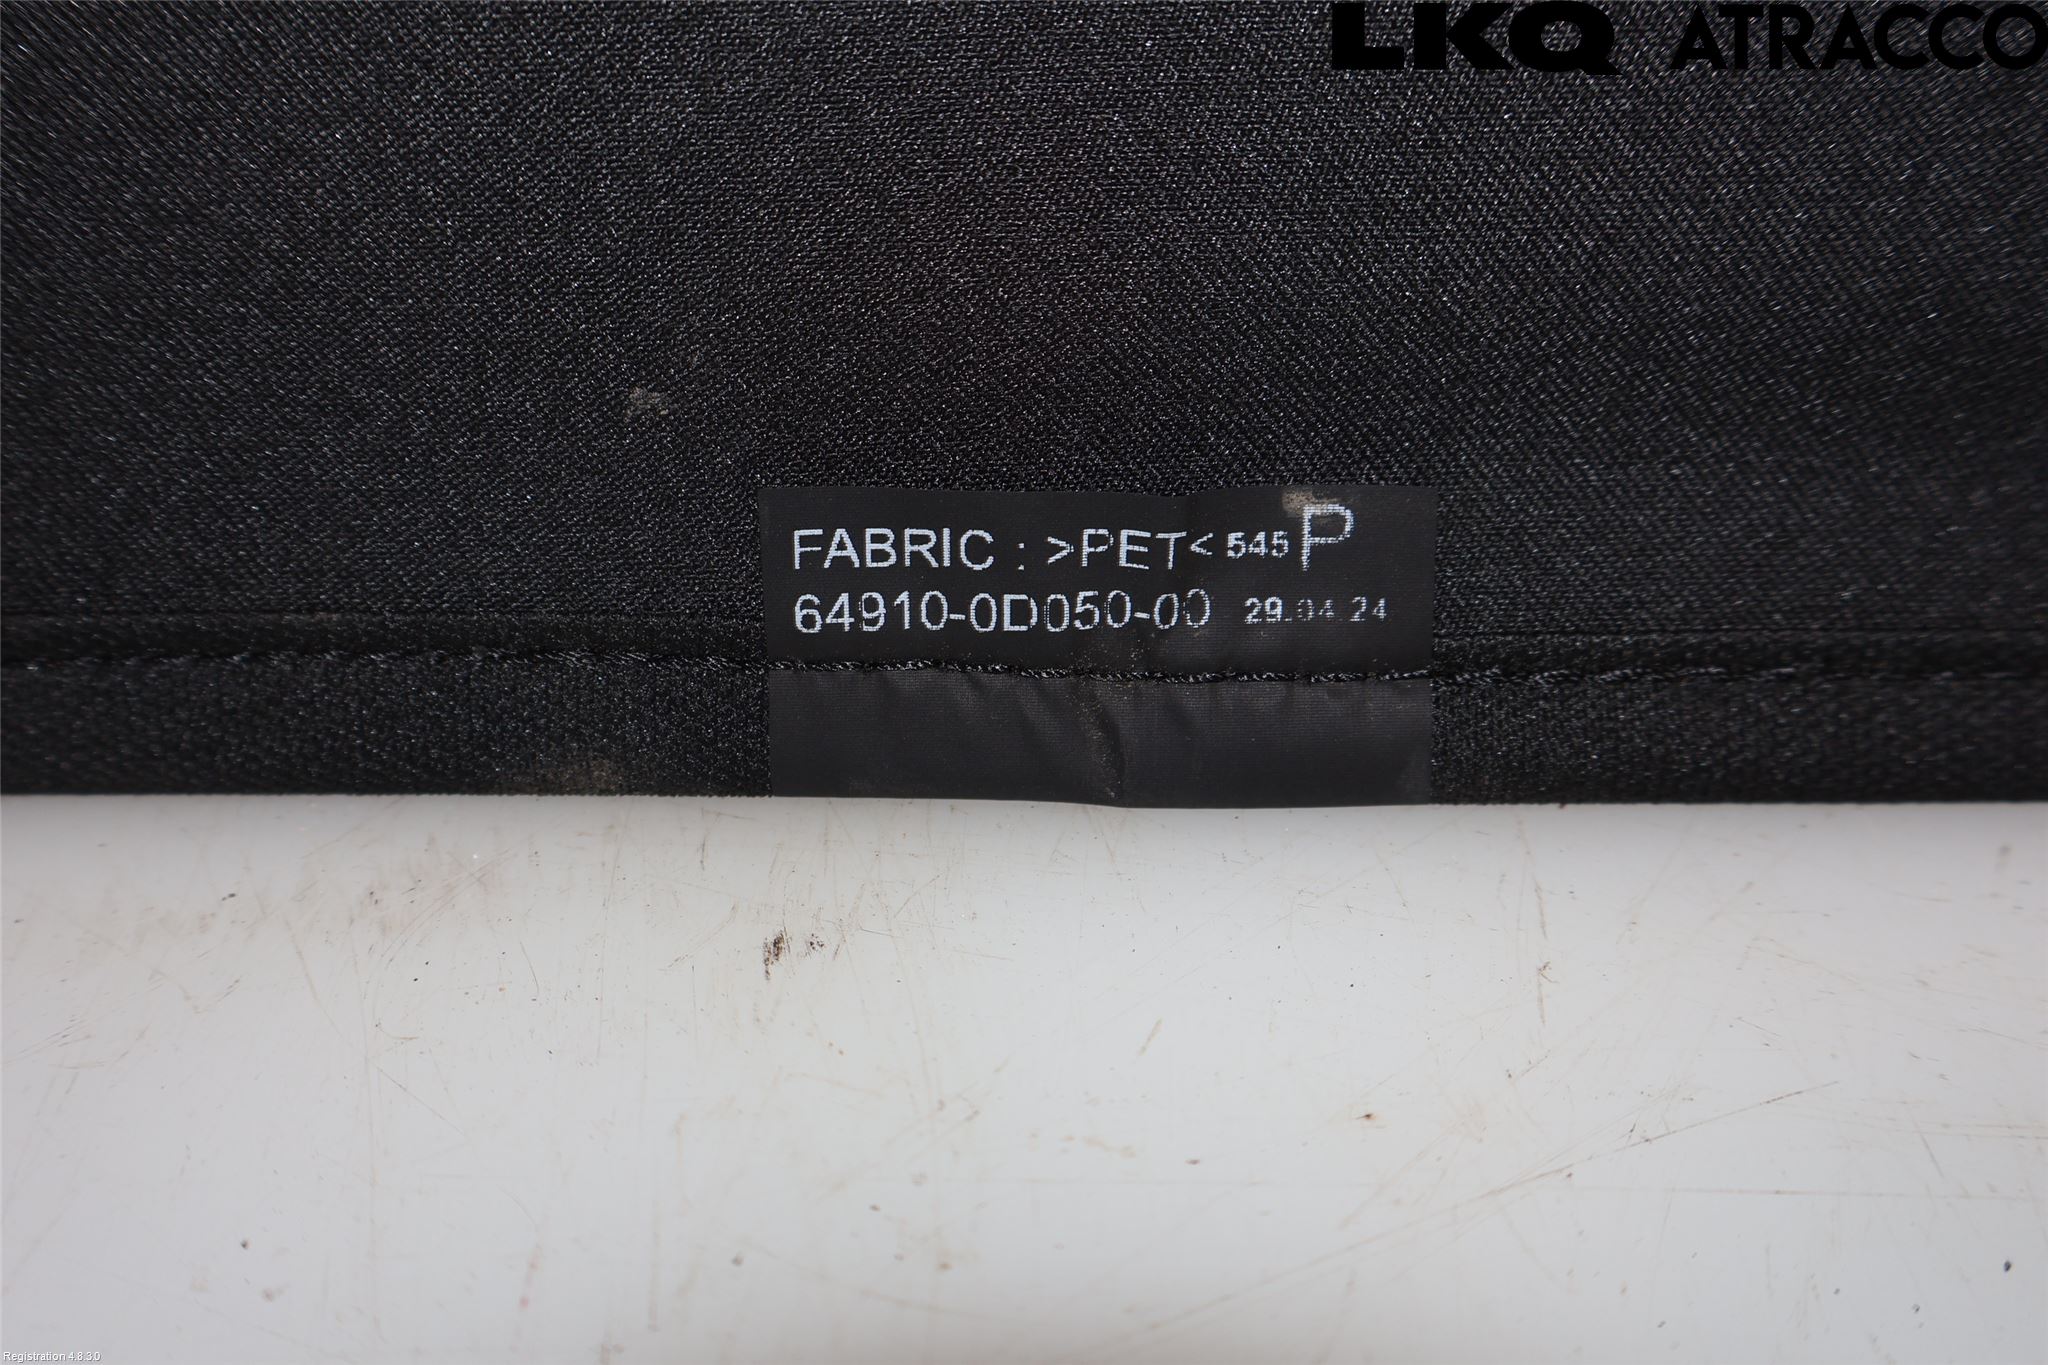 LKQ ATRACCO
FABRIC : >PET< 545 P
64910-0D050-00 29.04.24
Registration 4.8.3.0